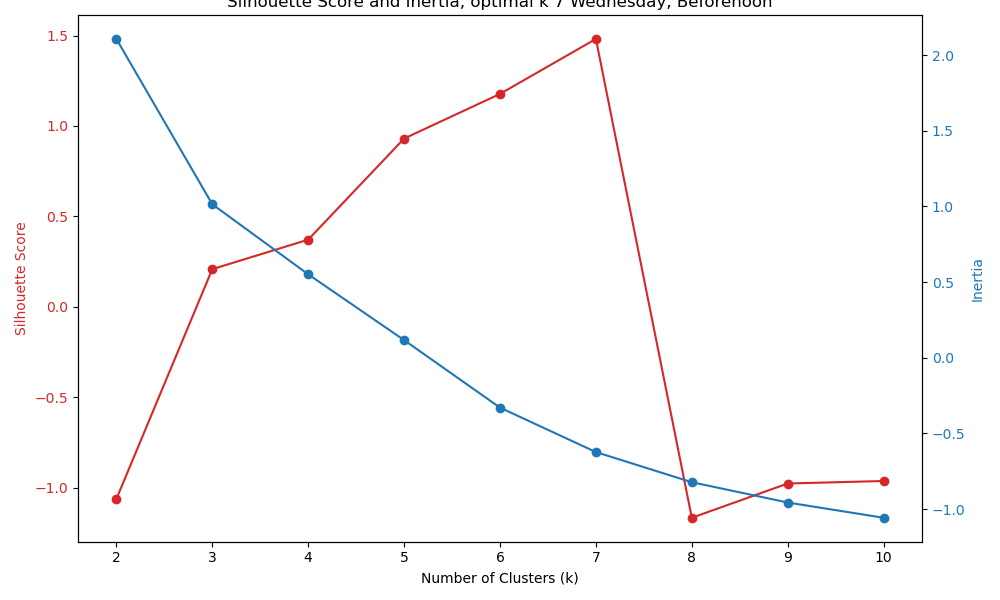 Silhouette Score and Inertia, optimal k 7 Wednesday, Beforenoon
1.5
1.0
0.5
0.0
−0.5
−1.0
Silhouette Score
2.0
1.5
1.0
0.5
0.0
−0.5
−1.0
Inertia
2 3 4 5 6 7 8 9 10
Number of Clusters (k)